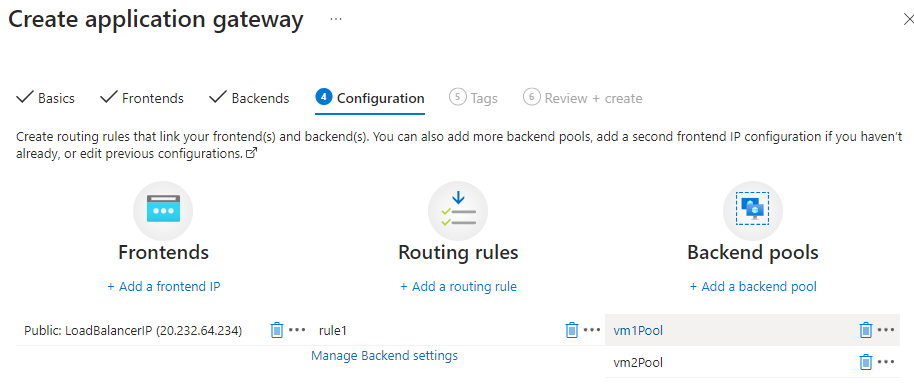 Create application gateway ...
Basics Frontends Backends 4 Configuration 5 Tags 6 Review + create
Create routing rules that link your frontend(s) and backend(s). You can also add more backend pools, add a second frontend IP configuration if you haven't
already, or edit previous configurations.
Frontends Routing rules Backend pools
+ Add a frontend IP + Add a routing rule + Add a backend pool
Public: LoadBalancerIP (20.232.64.234) ... rule1 ... vm1Pool ...
Manage Backend settings
vm2Pool ...